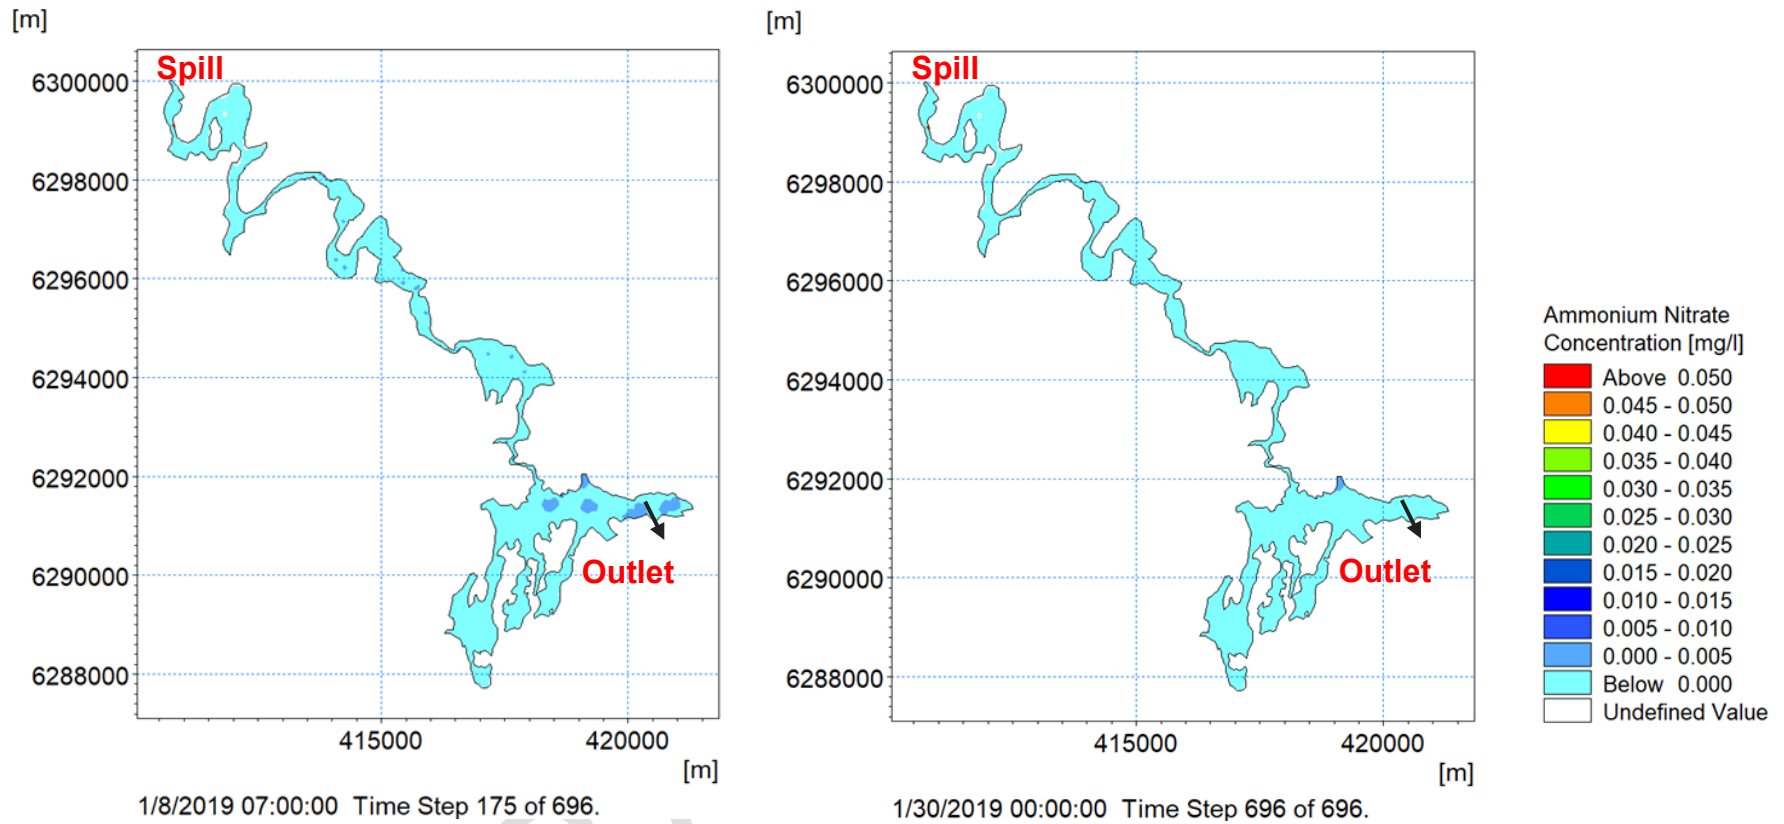 [m]
Spill
6300000
6298000
6296000
6294000
6292000
6290000
6288000
Outlet
415000
420000
[m]
1/8/2019 07:00:00 Time Step 175 of 696.
[m]
Spill
6300000
6298000
6296000
6294000
6292000
6290000
6288000
Outlet
415000
420000
[m]
1/30/2019 00:00:00 Time Step 696 of 696.
Ammonium Nitrate
Concentration [mg/l]
Above 0.050
0.045 - 0.050
0.040 - 0.045
0.035 - 0.040
0.030 - 0.035
0.025 - 0.030
0.020 - 0.025
0.015 - 0.020
0.010 - 0.015
0.005 - 0.010
0.000 - 0.005
Below 0.000
Undefined Value